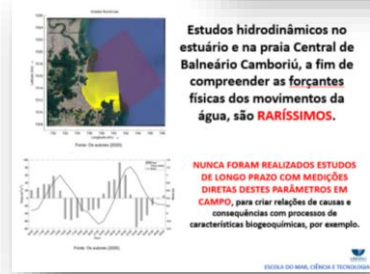 Estudos hidrodinâmicos no
estuário e na praia Central de
Balneário Camboriú, a fim de
compreender as forçantes
físicas dos movimentos da
água, são RARÍSSIMOS.
Fonte: Os autores (2020)
NUNCA FORAM REALIZADOS ESTUDOS
DE LONGO PRAZO COM MEDIÇÕES
DIRETAS DESTES PARÂMETROS EM
CAMPO, para criar relações de causas e
consequências com processos de
características biogeoquímicas, por exemplo.
Fonte: Os autores (2020)
ESCOLA DO MAR, CIÊNCIA E TECNOLOGIA